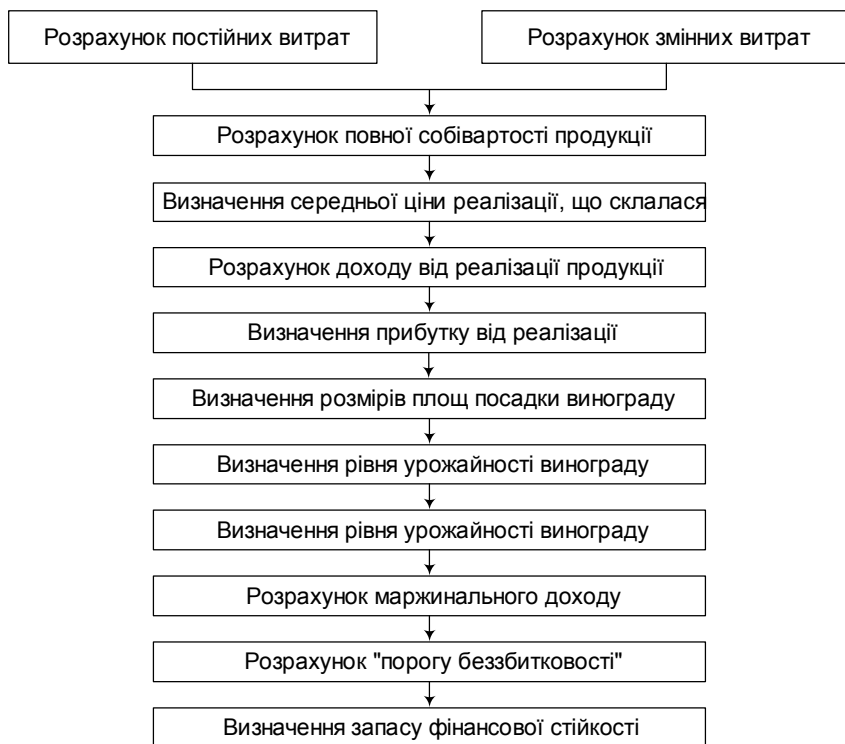 Розрахунок постійних витрат
Розрахунок змінних витрат
Розрахунок повної собівартості продукції
Визначення середньої ціни реалізації, що склалася
Розрахунок доходу від реалізації продукції
Визначення прибутку від реалізації
Визначення розмірів площ посадки винограду
Визначення рівня урожайності винограду
Визначення рівня урожайності винограду
Розрахунок маржинального доходу
Розрахунок "порогу беззбитковості"
Визначення запасу фінансової стійкості